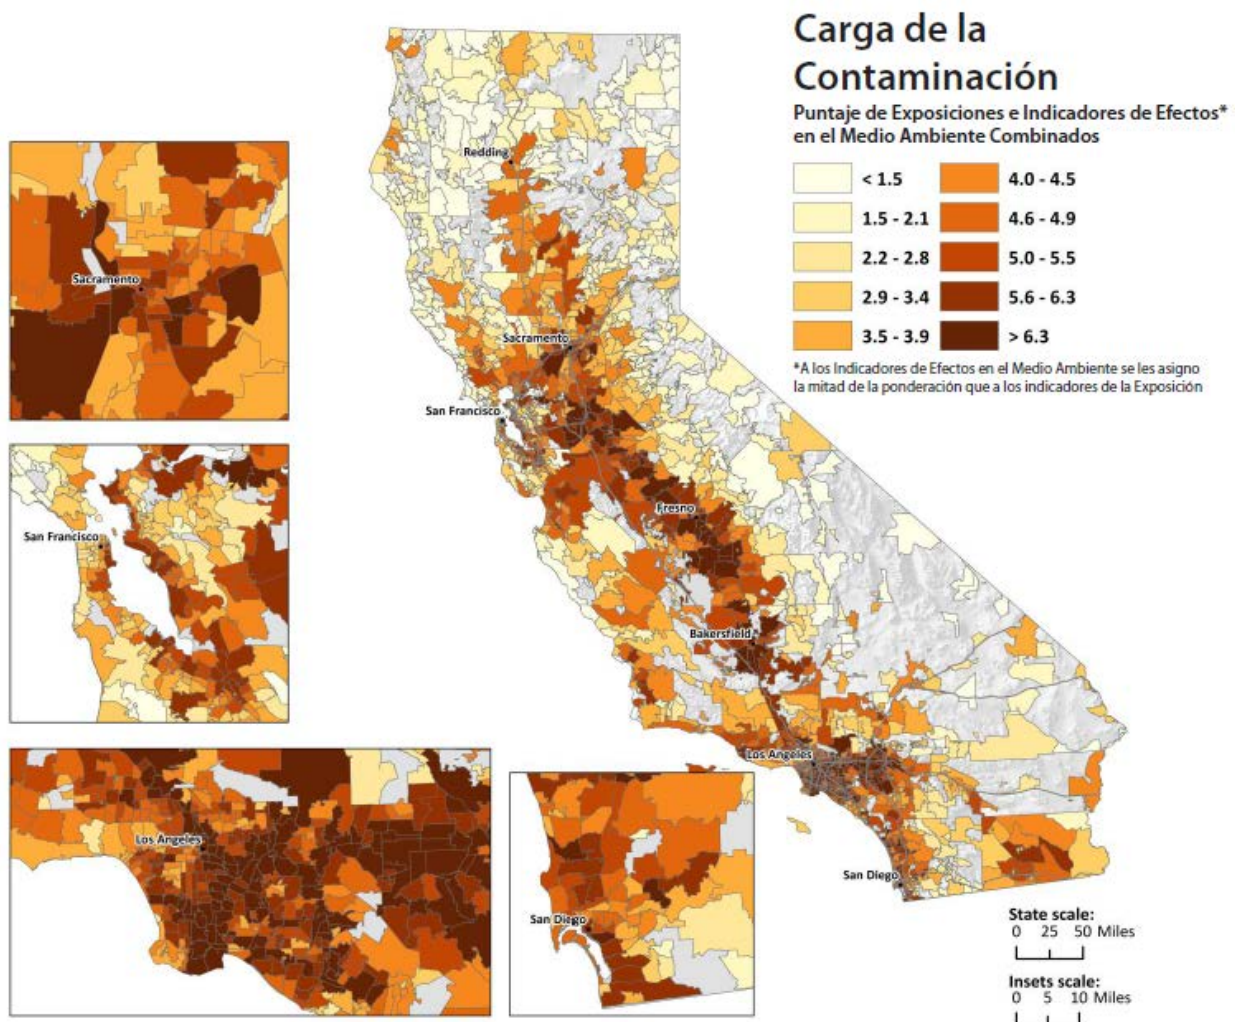 Carga de la
Contaminación
Puntaje de Exposiciones e Indicadores de Efectos*
en el Medio Ambiente Combinados
< 1.5
4.0 - 4.5
1.5 - 2.1
4.6 - 4.9
2.2 - 2.8
5.0 - 5.5
2.9 - 3.4
5.6 - 6.3
3.5 - 3.9
> 6.3
*A los Indicadores de Efectos en el Medio Ambiente se les asigno
la mitad de la ponderación que a los indicadores de la Exposición
Redding
Sacramento
San Francisco
Fresno
Bakersfield
Los Angeles
San Diego
Sacramento
San Francisco
Los Angeles
San Diego
State scale:
0 25 50 Miles
Insets scale:
0 5 10 Miles